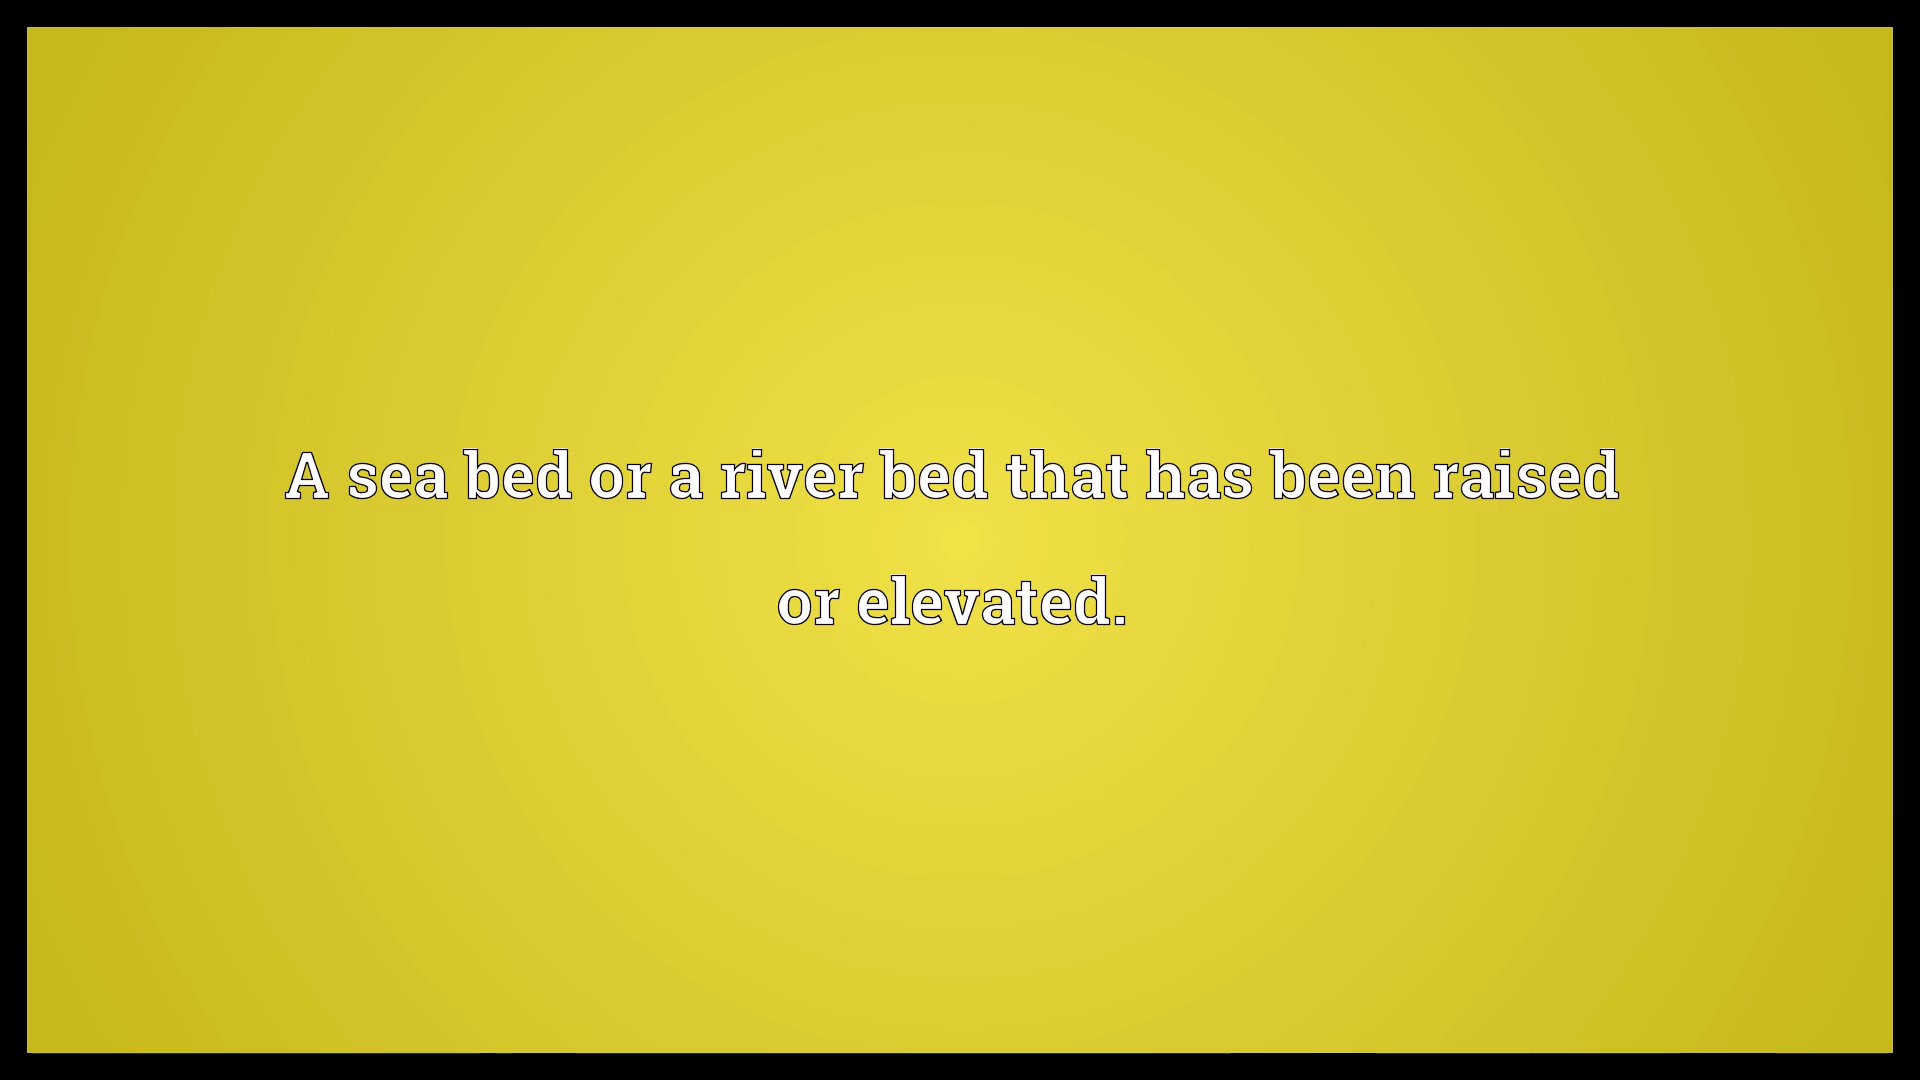 A sea bed or a river bed that has been raised
or elevated.